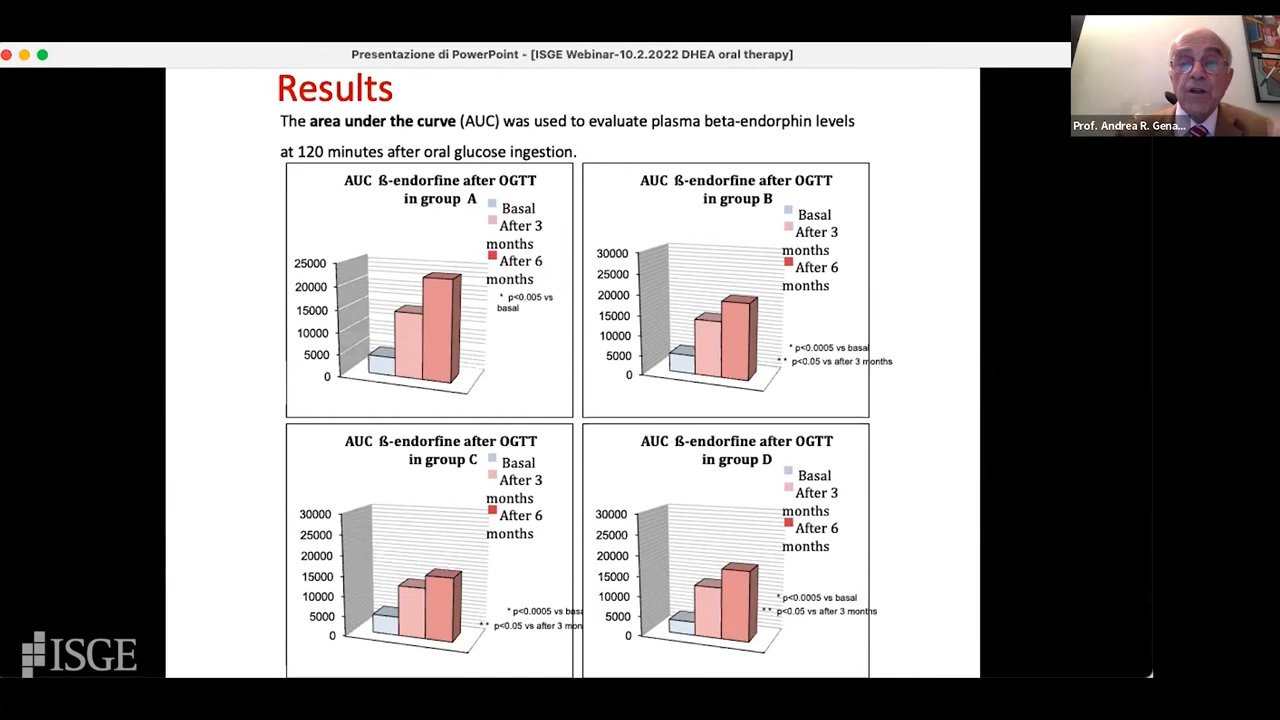 Presentazione di PowerPoint - [ISGE Webinar-10.2.2022 DHEA oral therapy]
Prof. Andrea R. Gena...
Results
The area under the curve (AUC) was used to evaluate plasma beta-endorphin levels
at 120 minutes after oral glucose ingestion.
AUC ß-endorfine after OGTT
in group A
Basal
After 3
months
After 6
months
* p<0.005 vs
basal
25000
20000
15000
10000
5000
0
AUC ß-endorfine after OGTT
in group B
Basal
After 3
months
After 6
months
30000
25000
20000
15000
10000
5000
0
* p<0.0005 vs basal
* * p<0.05 vs after 3 months
AUC ß-endorfine after OGTT
in group C
Basal
After 3
months
After 6
months
30000
25000
20000
15000
10000
5000
0
* p<0.0005 vs basa
* * p<0.05 vs after 3 mon
AUC ß-endorfine after OGTT
in group D
Basal
After 3
months
After 6
months
30000
25000
20000
15000
10000
5000
0
* p<0.0005 vs basal
* * p<0.05 vs after 3 months
ISGE